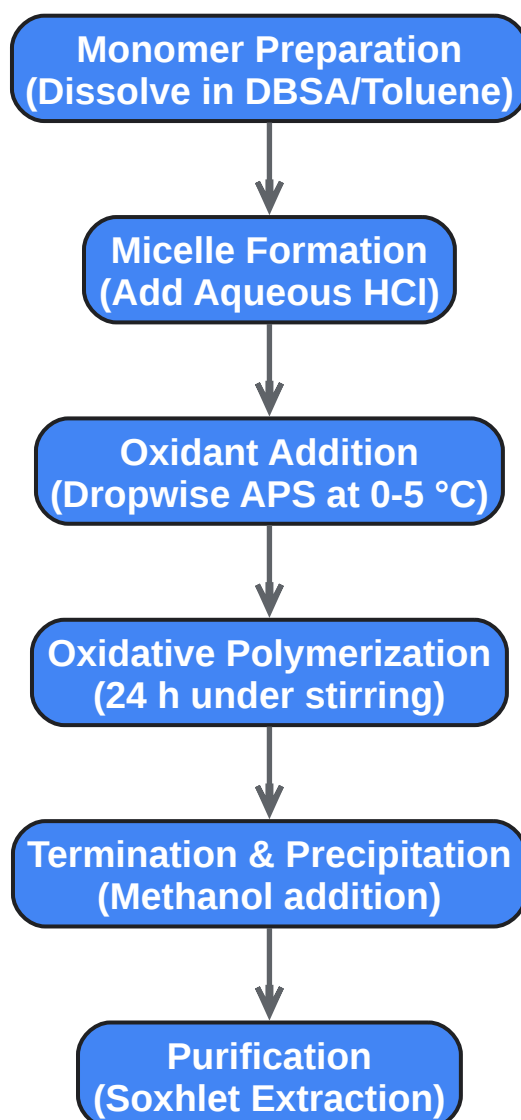 Monomer Preparation
(Dissolve in DBSA/Toluene)
Micelle Formation
(Add Aqueous HCl)
Oxidant Addition
(Dropwise APS at 0-5 °C)
Oxidative Polymerization
(24 h under stirring)
Termination & Precipitation
(Methanol addition)
Purification
(Soxhlet Extraction)